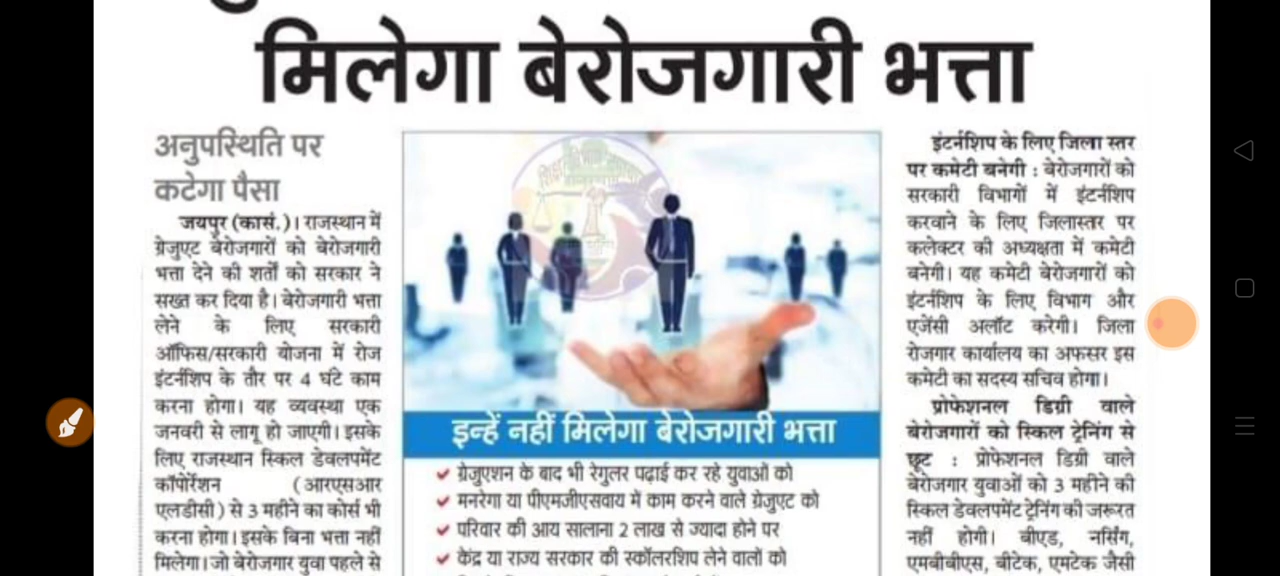 मिलेगा बेरोजगारी भत्ता
अनुपस्थिति पर
कटेगा पैसा
जयपुर (कासं.)। राजस्थान में
ग्रेजुएट बेरोजगारों को बेरोजगारी
भत्ता देने की शर्तों को सरकार ने
सख्त कर दिया है। बेरोजगारी भत्ता
लेने के लिए सरकारी
ऑफिस/सरकारी योजना में रोज
इंटर्नशिप के तौर पर 4 घंटे काम
करना होगा। यह व्यवस्था एक
जनवरी से लागू हो जाएगी। इसके
लिए राजस्थान स्किल डेवलपमेंट
कॉर्पोरेंशन (आरएसआर
एलडीसी) से 3 महीने का कोर्स भी
करना होगा। इसके बिना भत्ता नहीं
मिलेगा। जो बेरोजगार युवा पहले से
इन्हें नहीं मिलेगा बेरोजगारी भत्ता
ग्रेजुएशन के बाद भी रेगुलर पढ़ाई कर रहे युवाओं को
मनरेगा या पीएमजीएसवाय में काम करने वाले ग्रेजुएट को
परिवार की आय सालाना 2 लाख से ज्यादा होने पर
केंद्र या राज्य सरकार की स्कॉलरशिप लेने वालों को
इंटर्नशिप के लिए जिला स्तर
पर कमेटी बनेगी : बेरोजगारों को
सरकारी विभागों में इंटर्नशिप
करवाने के लिए जिलास्तर पर
कलेक्टर की अध्यक्षता में कमेटी
बनेगी। यह कमेटी बेरोजगारों को
इंटर्नशिप के लिए विभाग और
एजेंसी अलॉट करेगी। जिला
रोजगार कार्यालय का अफसर इस
कमेटी का सदस्य सचिव होगा।
प्रोफेशनल डिग्री वाले
बेरोजगारों को स्किल ट्रेनिंग से
छूट : प्रोफेशनल डिग्री वाले
बेरोजगार युवाओं को 3 महीने की
स्किल डेवलपमेंट ट्रेनिंग की जरूरत
नहीं होगी। बीएड, नर्सिंग,
एमबीबीएस, बीटेक, एमटेक जैसी